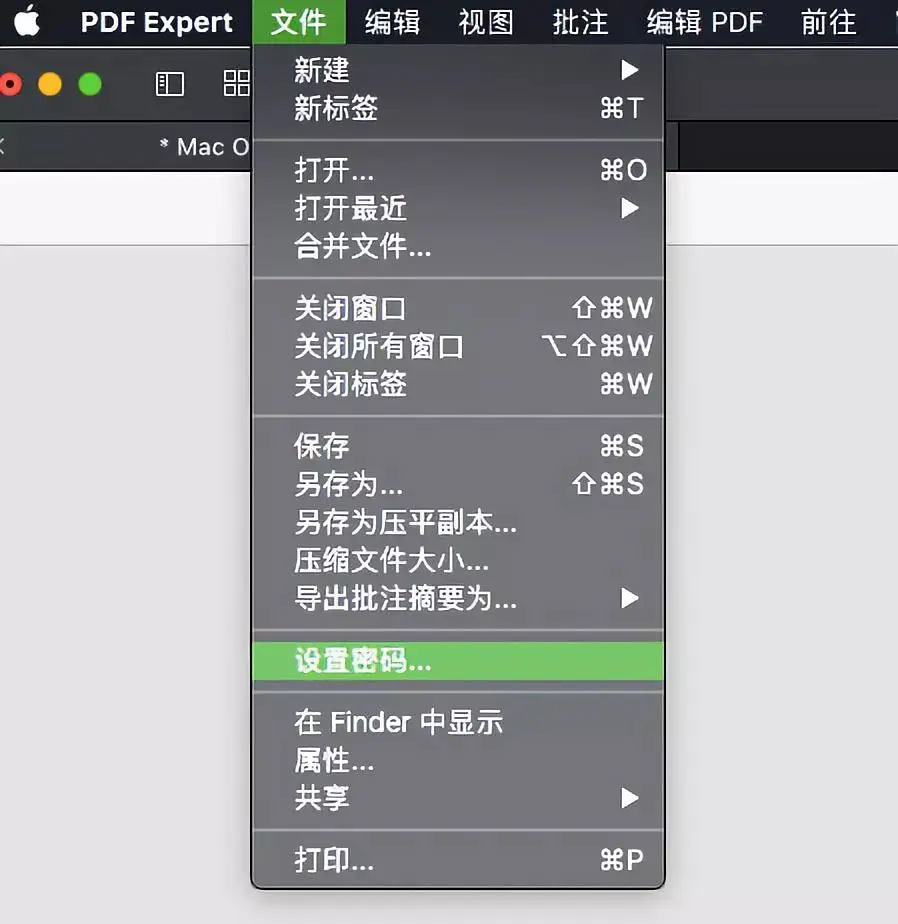 PDF Expert 文件 编辑 视图 批注 编辑 PDF 前往
* Mac O
新建 ▶
新标签 ⌘T
打开... ⌘O
打开最近 ▶
合并文件...
关闭窗口 ⇧⌘W
关闭所有窗口 ⌥⇧⌘W
关闭标签 ⌘W
保存 ⌘S
另存为... ⇧⌘S
另存为压平副本...
压缩文件大小...
导出批注摘要为... ▶
设置密码...
在 Finder 中显示
属性...
共享 ▶
打印... ⌘P